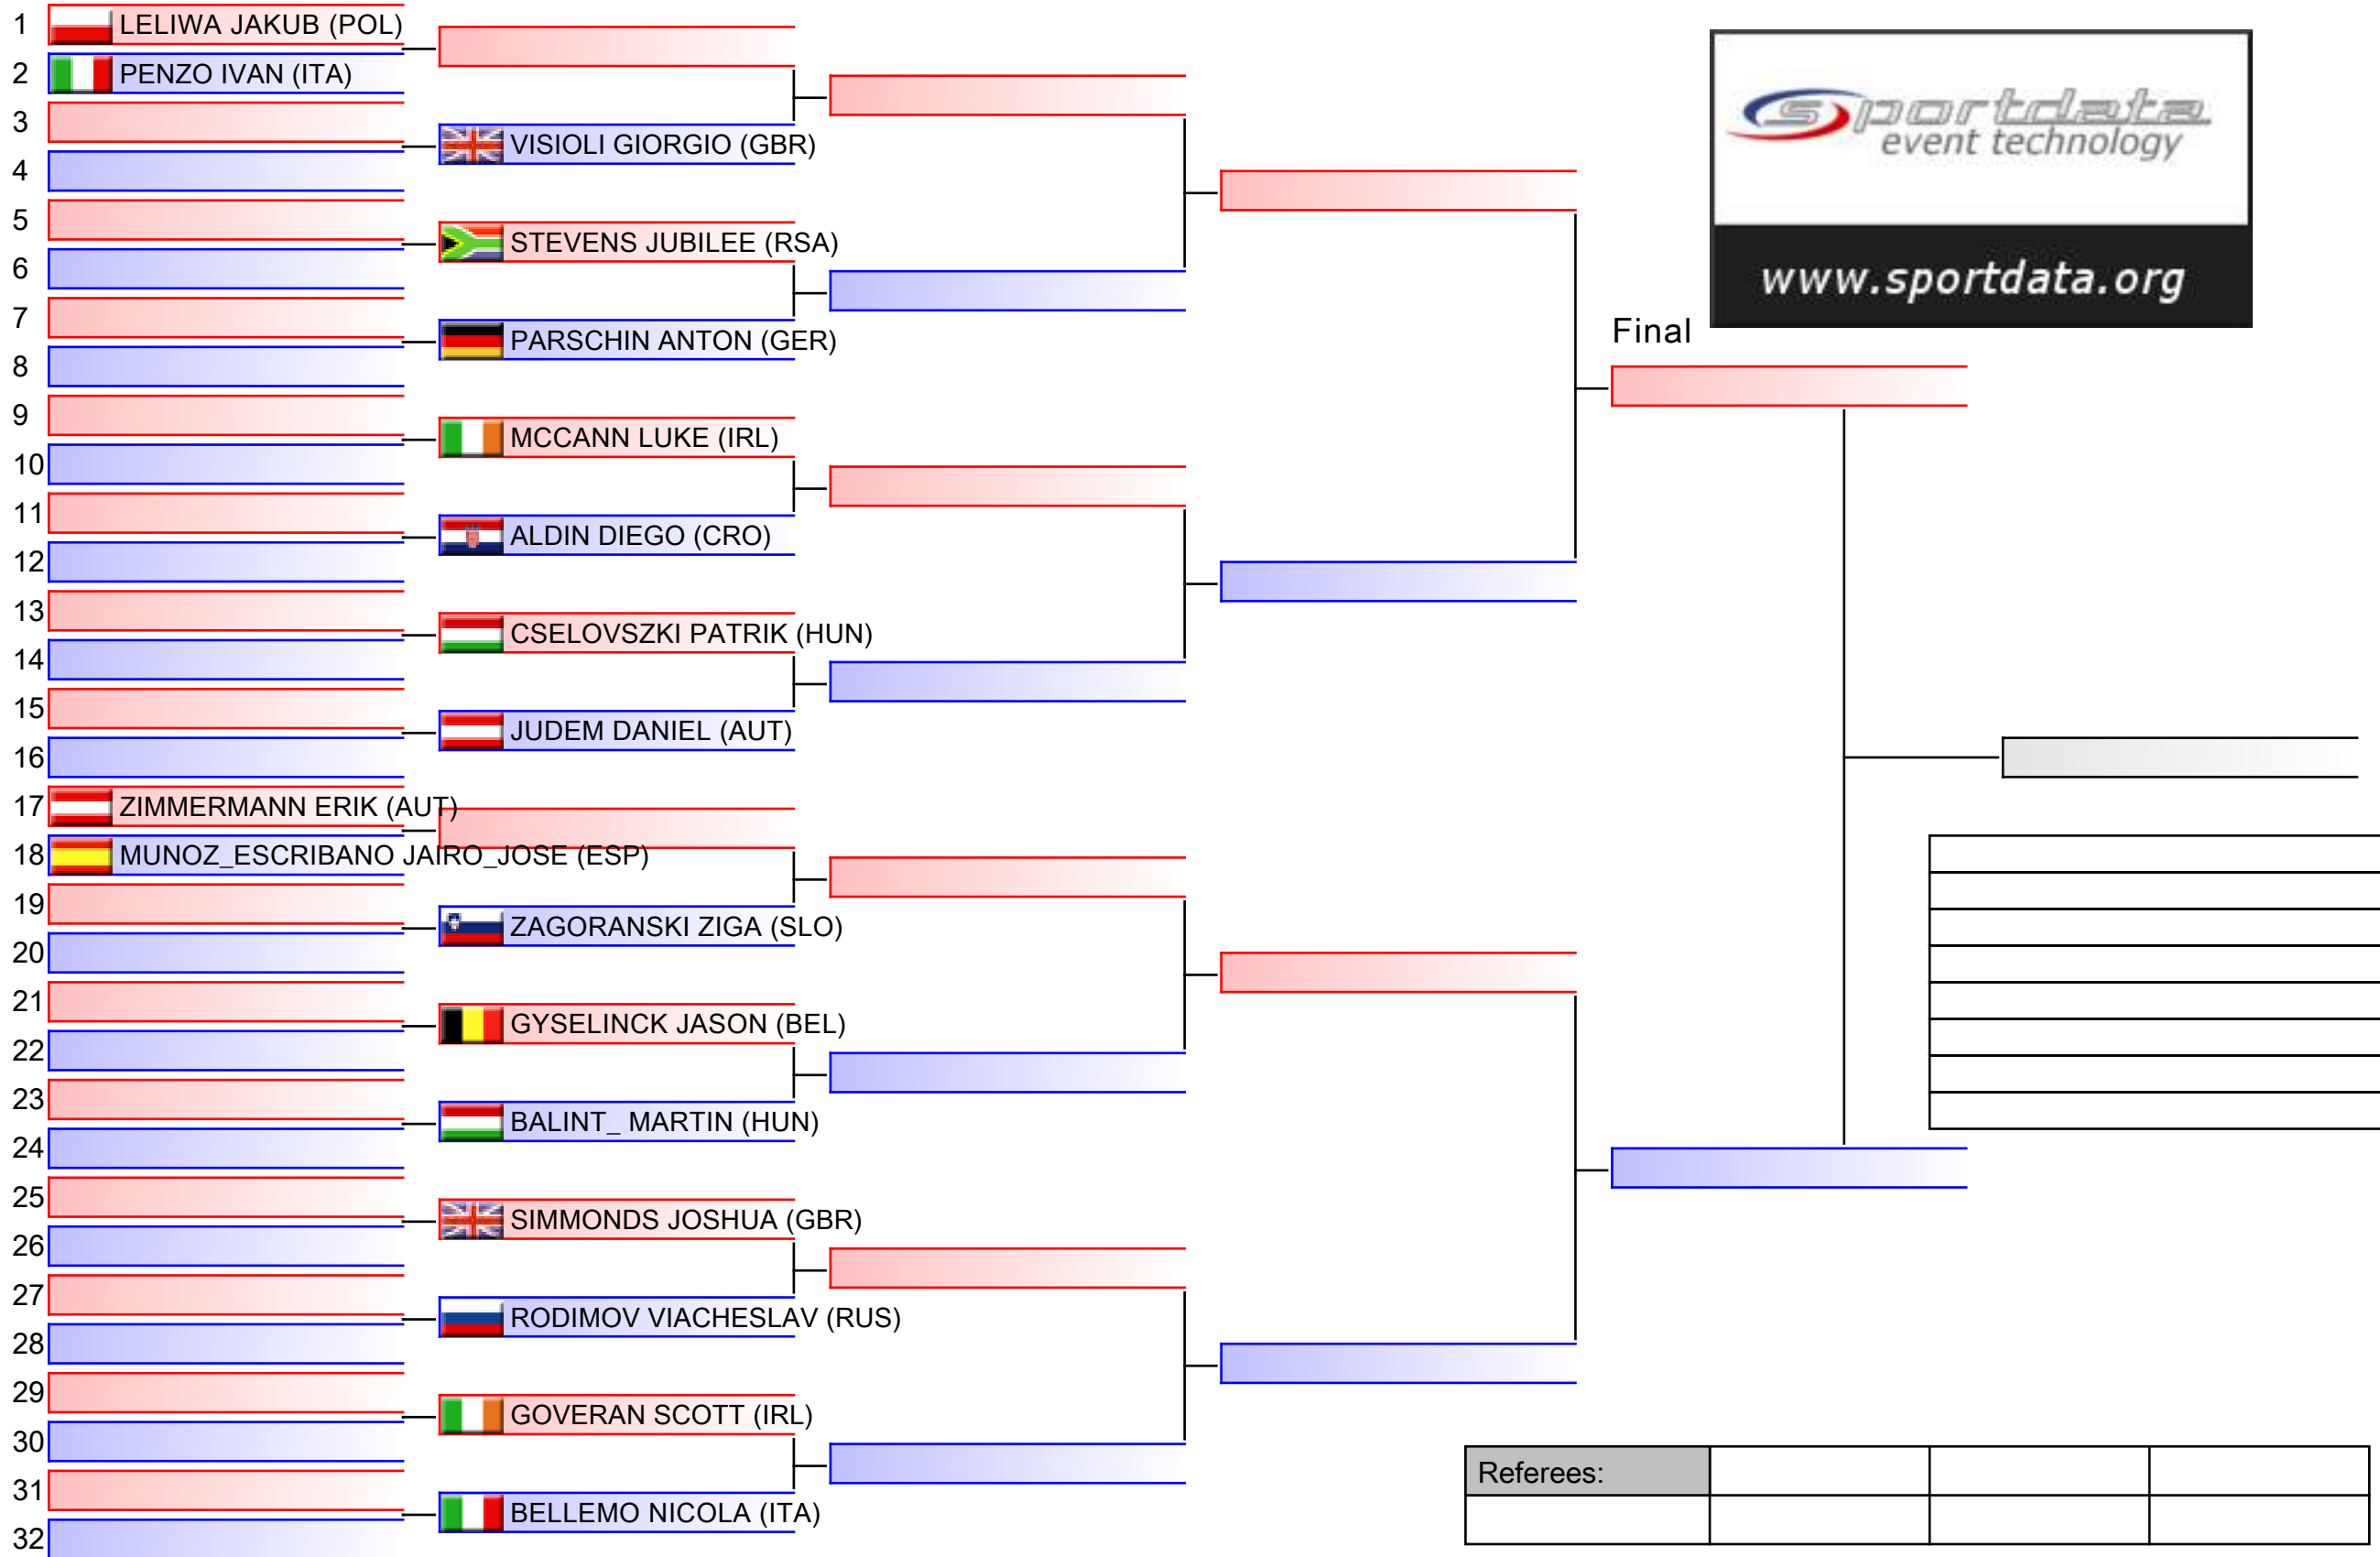 1 LELIWA JAKUB (POL)
2 PENZO IVAN (ITA)
3
VISIOLI GIORGIO (GBR)
4
5
STEVENS JUBILEE (RSA)
6
7
PARSCHIN ANTON (GER)
8
9
MCCANN LUKE (IRL)
10
11
ALDIN DIEGO (CRO)
12
13
CSELOVSZKI PATRIK (HUN)
14
15
JUDEM DANIEL (AUT)
16
17 ZIMMERMANN ERIK (AUT)
18 MUNOZ_ESCRIBANO JAIRO_JOSE (ESP)
19
ZAGORANSKI ZIGA (SLO)
20
21
GYSELINCK JASON (BEL)
22
23
BALINT_ MARTIN (HUN)
24
25
SIMMONDS JOSHUA (GBR)
26
27
RODIMOV VIACHESLAV (RUS)
28
29
GOVERAN SCOTT (IRL)
30
31
BELLEMO NICOLA (ITA)
32
sportdata
event technology
www.sportdata.org
Final
Referees: